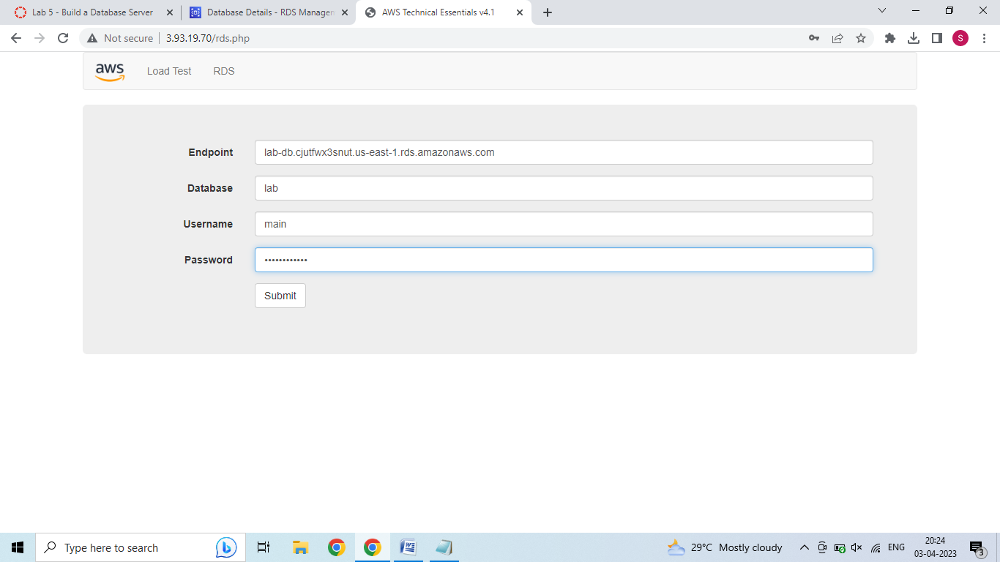 Lab 5 - Build a Database Server
Database Details - RDS Managem
AWS Technical Essentials v4.1
Not secure
3.93.19.70/rds.php
S
aws
Load Test
RDS
Endpoint
lab-db.cjutfwx3snut.us-east-1.rds.amazonaws.com
Database
lab
Username
main
Password
••••••••••••
Submit
Type here to search
29°C Mostly cloudy
ENG
20:24
03-04-2023
3